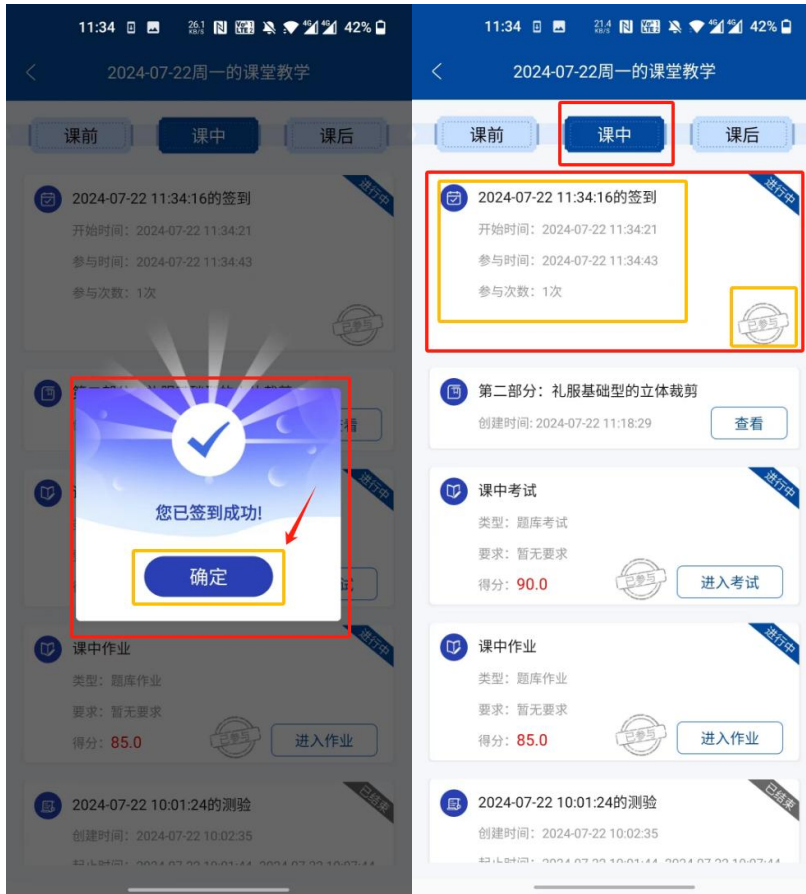 11:34 26.1 KB/S 42%
2024-07-22周一的课堂教学
课前 课中 课后
2024-07-22 11:34:16的签到
进行中
开始时间：2024-07-22 11:34:21
参与时间：2024-07-22 11:34:43
参与次数：1次
已参与
您已签到成功!
确定
进行中
进行中
课中作业
类型：题库作业
要求：暂无要求
得分：85.0
已参与
进入作业
2024-07-22 10:01:24的测验
已结束
创建时间：2024-07-22 10:02:35
11:34 21.4 KB/S 42%
2024-07-22周一的课堂教学
课前 课中 课后
2024-07-22 11:34:16的签到
进行中
开始时间：2024-07-22 11:34:21
参与时间：2024-07-22 11:34:43
参与次数：1次
已参与
第二部分：礼服基础型的立体裁剪
创建时间: 2024-07-22 11:18:29
查看
课中考试
进行中
类型：题库考试
要求：暂无要求
得分：90.0
已参与
进入考试
课中作业
进行中
类型：题库作业
要求：暂无要求
得分：85.0
已参与
进入作业
2024-07-22 10:01:24的测验
已结束
创建时间：2024-07-22 10:02:35